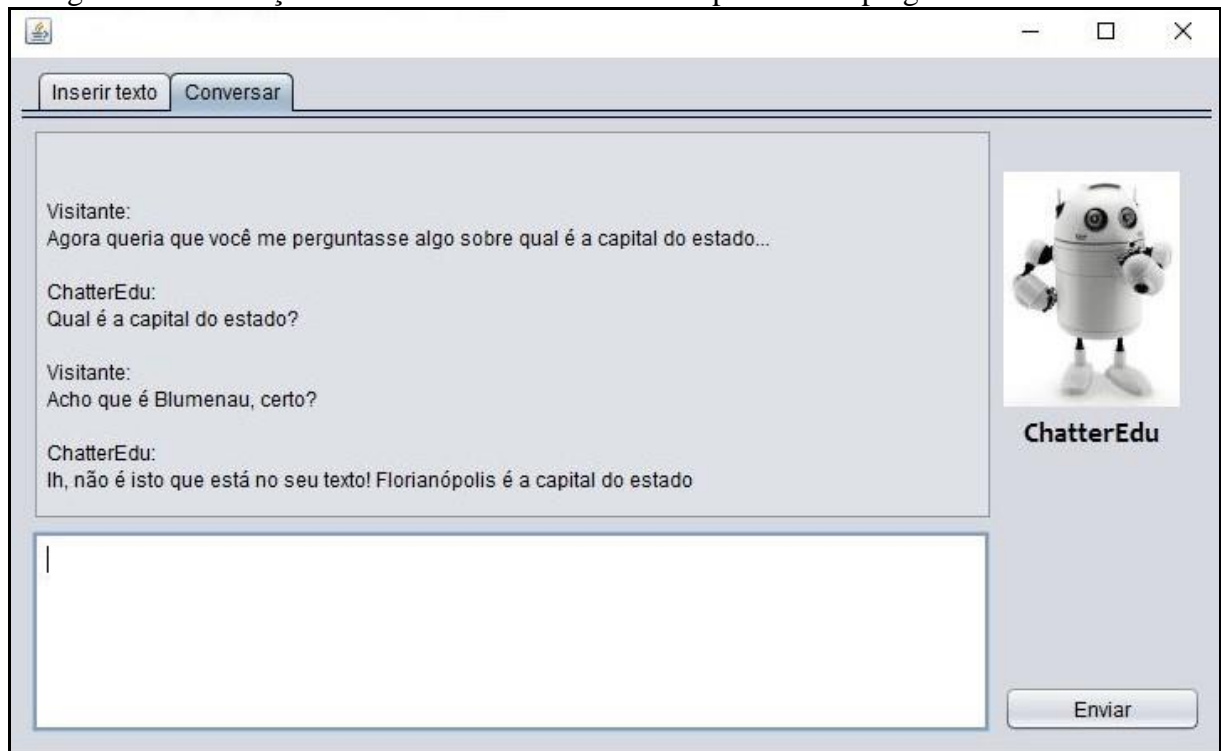 Inserir texto Conversar
Visitante:
Agora queria que você me perguntasse algo sobre qual é a capital do estado...
ChatterEdu:
Qual é a capital do estado?
Visitante:
Acho que é Blumenau, certo?
ChatterEdu:
Ih, não é isto que está no seu texto! Florianópolis é a capital do estado
ChatterEdu
Enviar